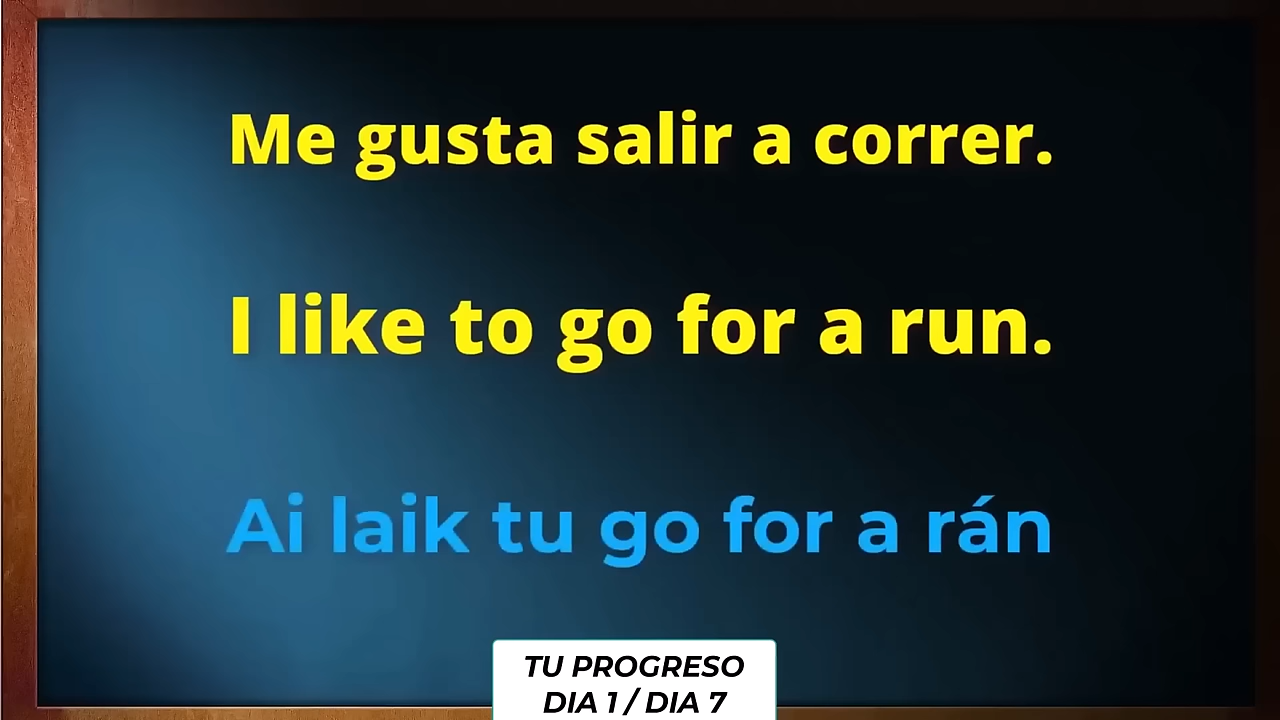 Me gusta salir a correr.
I like to go for a run.
Ai laik tu go for a rán
TU PROGRESO
DIA 1 / DIA 7